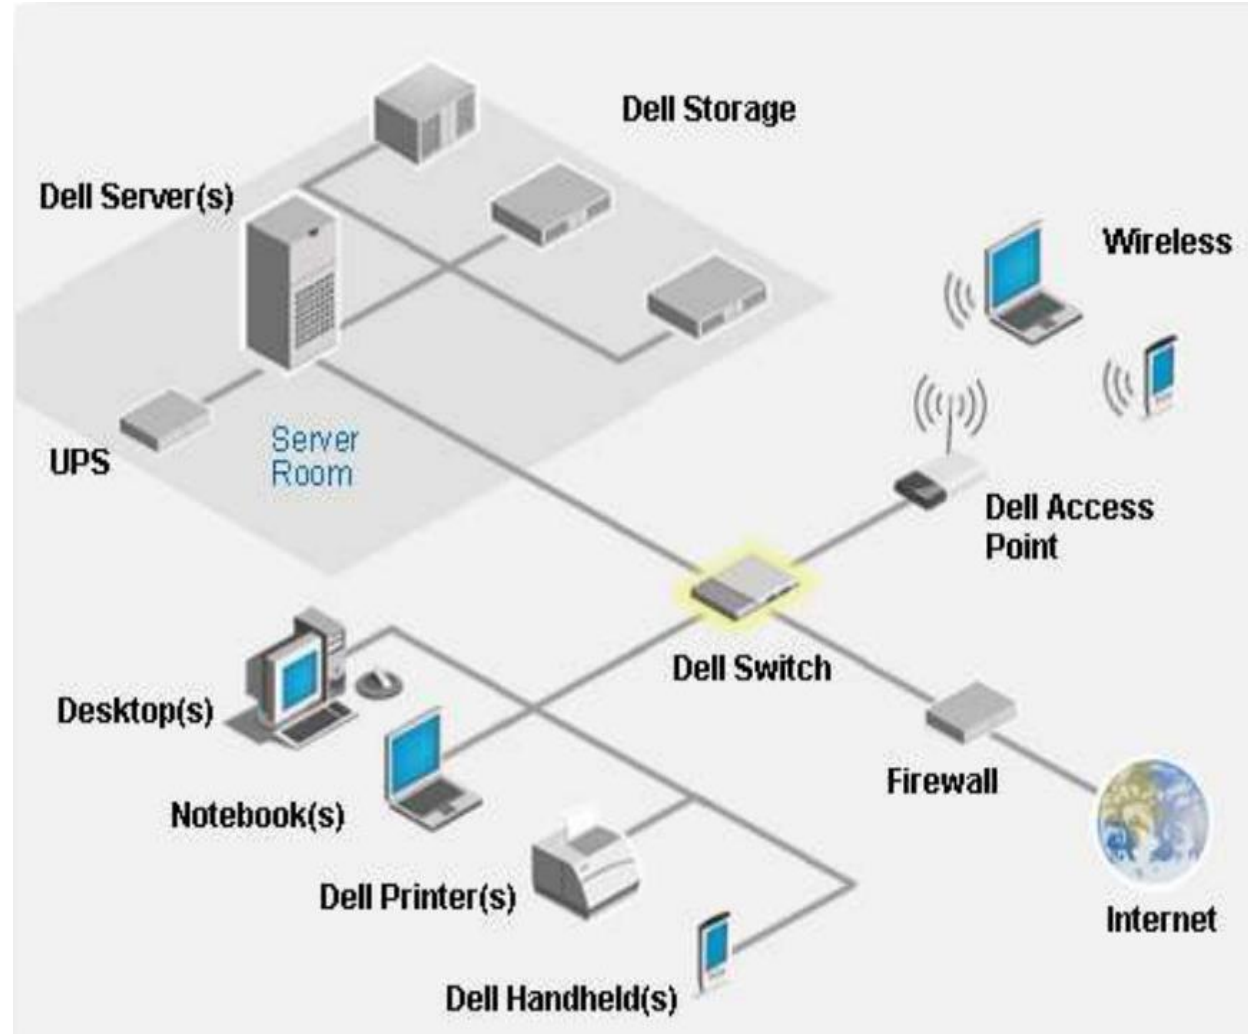 Dell Storage
Dell Server(s)
Wireless
UPS
Server
Room
Dell Access
Point
Dell Switch
Desktop(s)
Firewall
Notebook(s)
Dell Printer(s)
Internet
Dell Handheld(s)